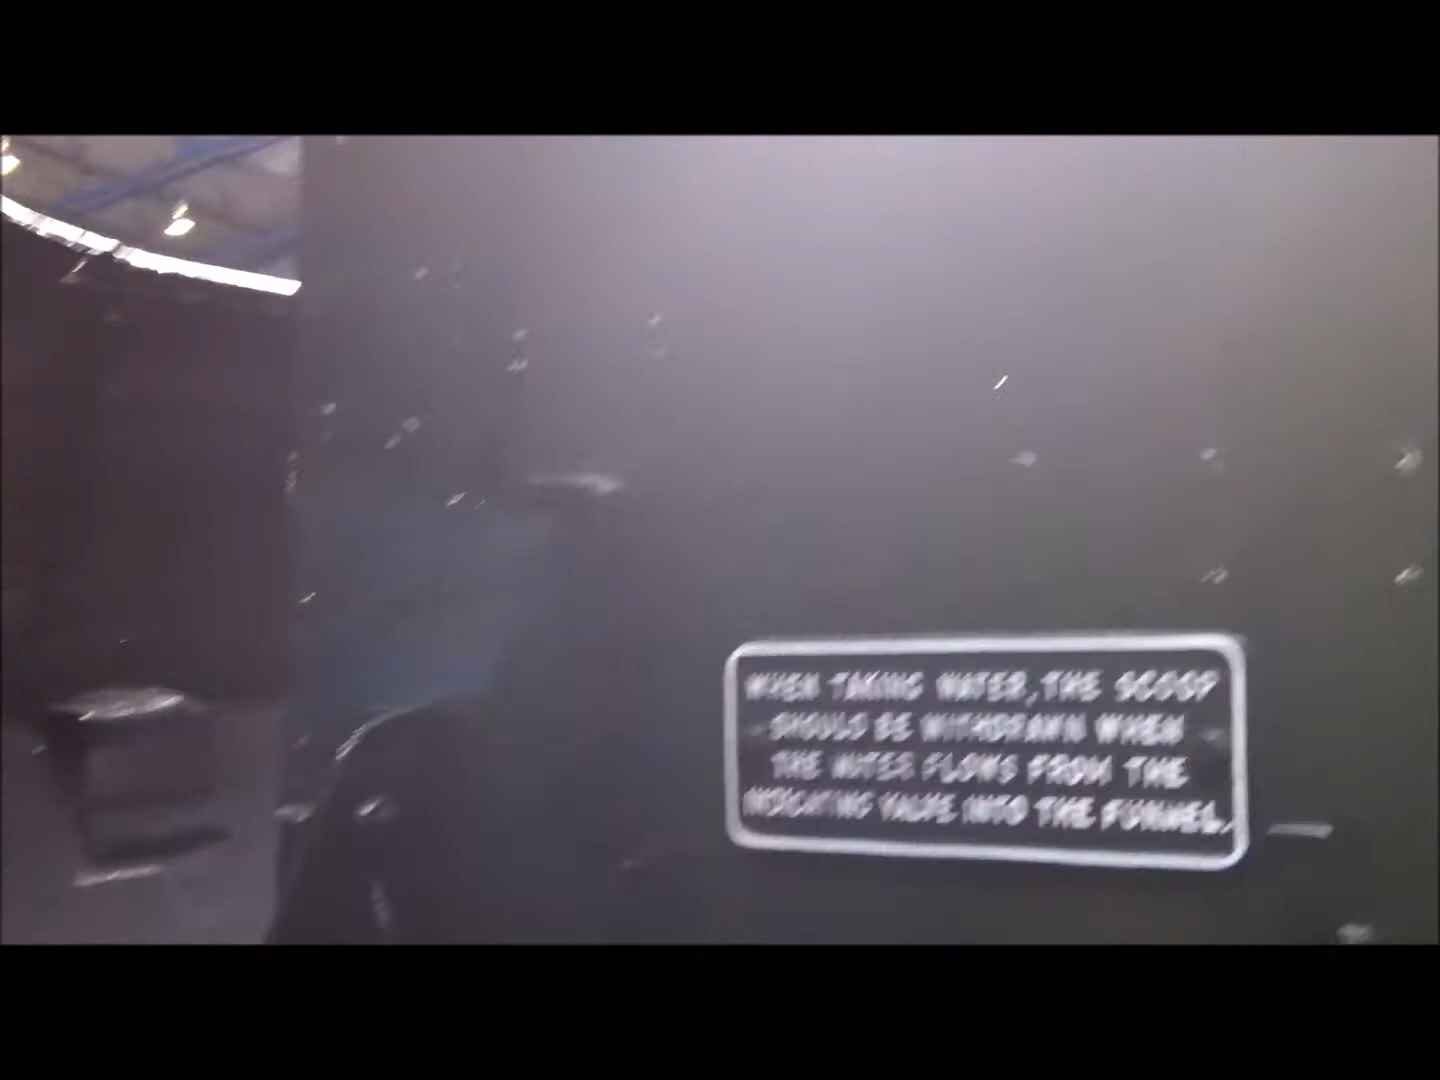 WHEN TAKING WATER, THE SCOOP
SHOULD BE WITHDRAWN WHEN
THE WATER FLOWS FROM THE
INDICATING VALVE INTO THE FUNNEL.